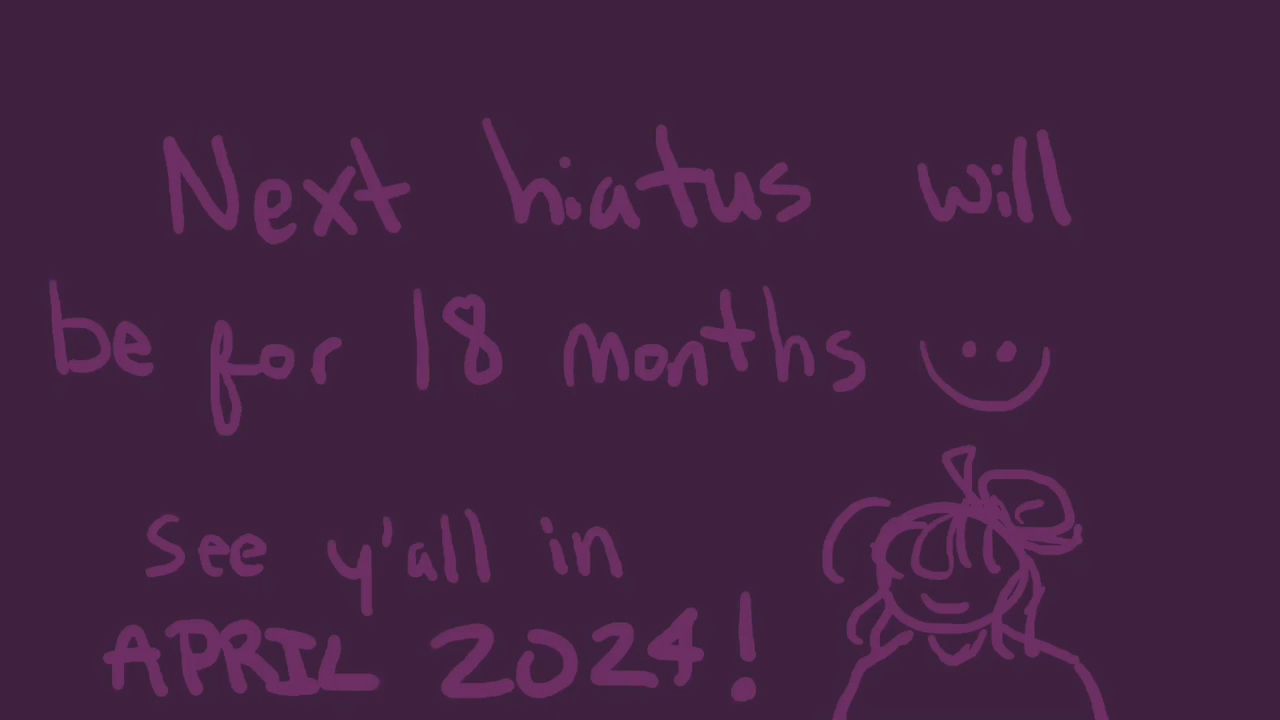 Next hiatus will
be for 18 months
See y'all in
APRIL 2024!